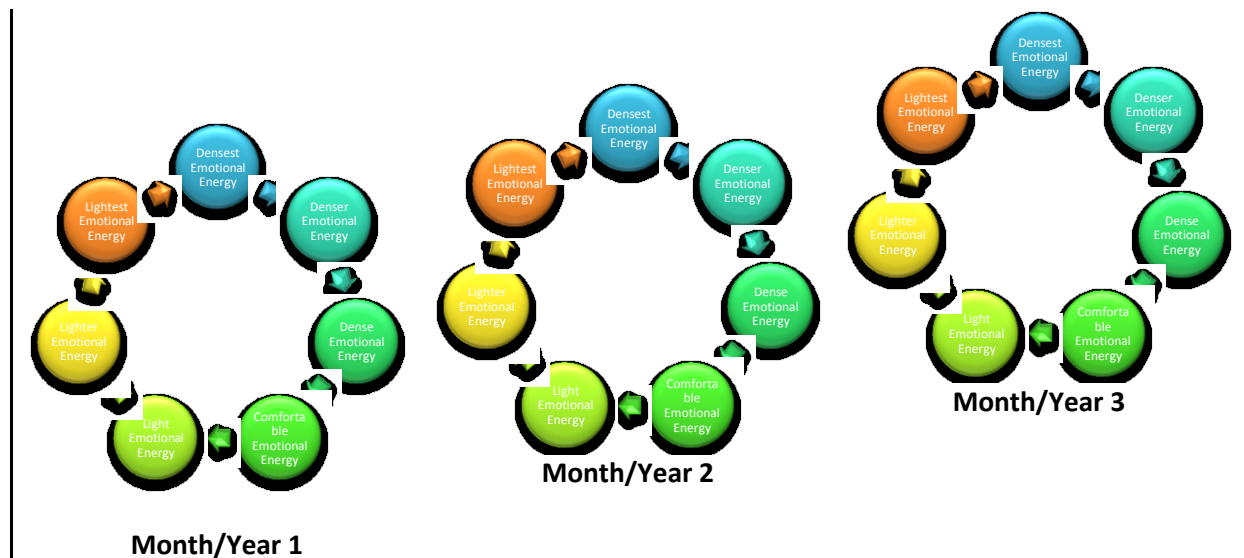 Densest
Emotional
Energy
Denser
Emotional
Energy
Dense
Emotional
Energy
Comforta
ble
Emotional
Energy
Light
Emotional
Energy
Lighter
Emotional
Energy
Lightest
Emotional
Energy
Month/Year 1
Densest
Emotional
Energy
Denser
Emotional
Energy
Dense
Emotional
Energy
Comforta
ble
Emotional
Energy
Light
Emotional
Energy
Lighter
Emotional
Energy
Lightest
Emotional
Energy
Month/Year 2
Densest
Emotional
Energy
Denser
Emotional
Energy
Dense
Emotional
Energy
Comforta
ble
Emotional
Energy
Light
Emotional
Energy
Lighter
Emotional
Energy
Lightest
Emotional
Energy
Month/Year 3